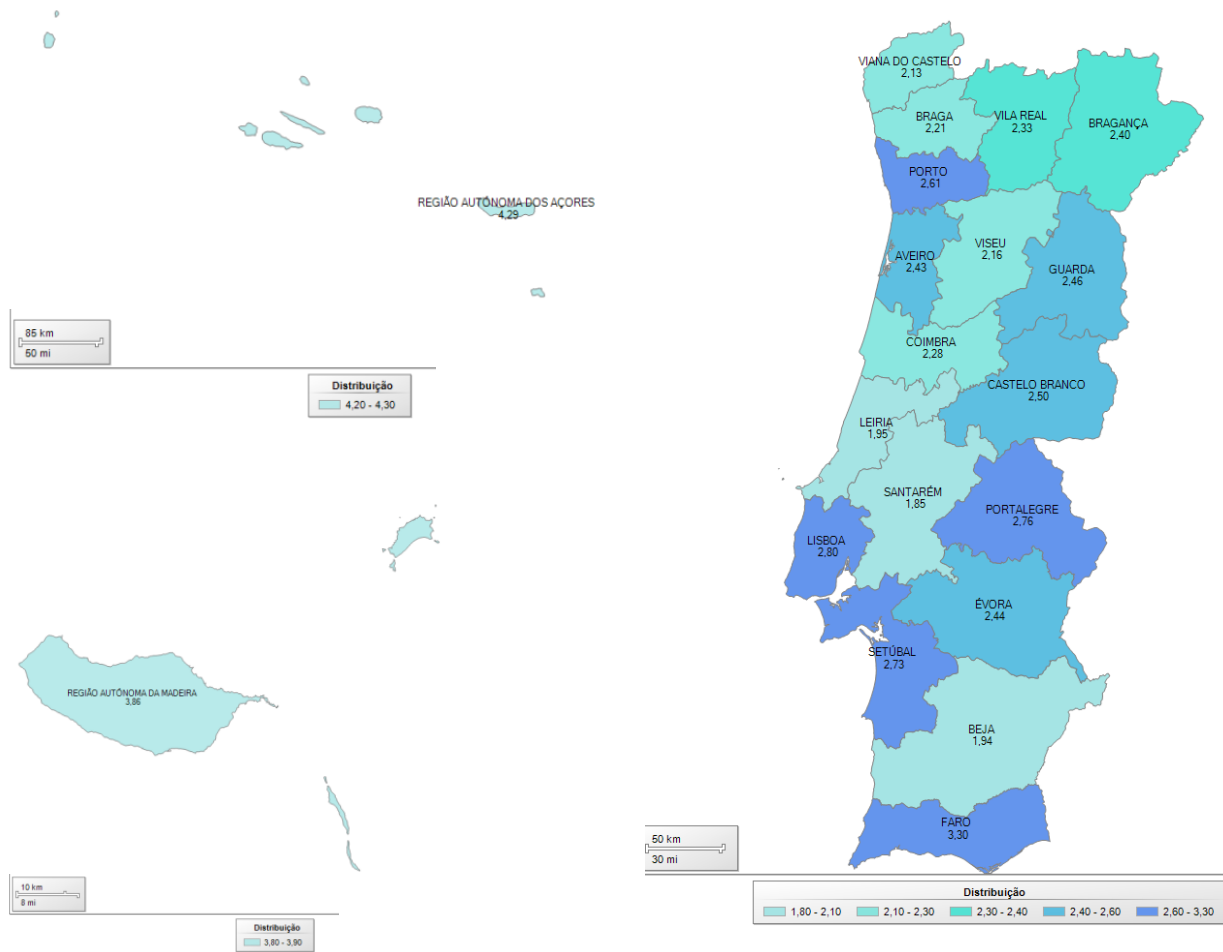 REGIÃO AUTÓNOMA DOS AÇORES
4,29
85 km
50 mi
Distribuição
4,20 - 4,30
REGIÃO AUTÓNOMA DA MADEIRA
3,86
10 km
8 mi
Distribuição
3,80 - 3,90
VIANA DO CASTELO
2,13
BRAGA
2,21
VILA REAL
2,33
BRAGANÇA
2,40
PORTO
2,61
AVEIRO
2,43
VISEU
2,16
GUARDA
2,46
COIMBRA
2,28
CASTELO BRANCO
2,50
LEIRIA
1,95
SANTARÉM
1,85
PORTALEGRE
2,76
LISBOA
2,80
ÉVORA
2,44
SETÚBAL
2,73
BEJA
1,94
FARO
3,30
50 km
30 mi
Distribuição
1,80 - 2,10 2,10 - 2,30 2,30 - 2,40 2,40 - 2,60 2,60 - 3,30